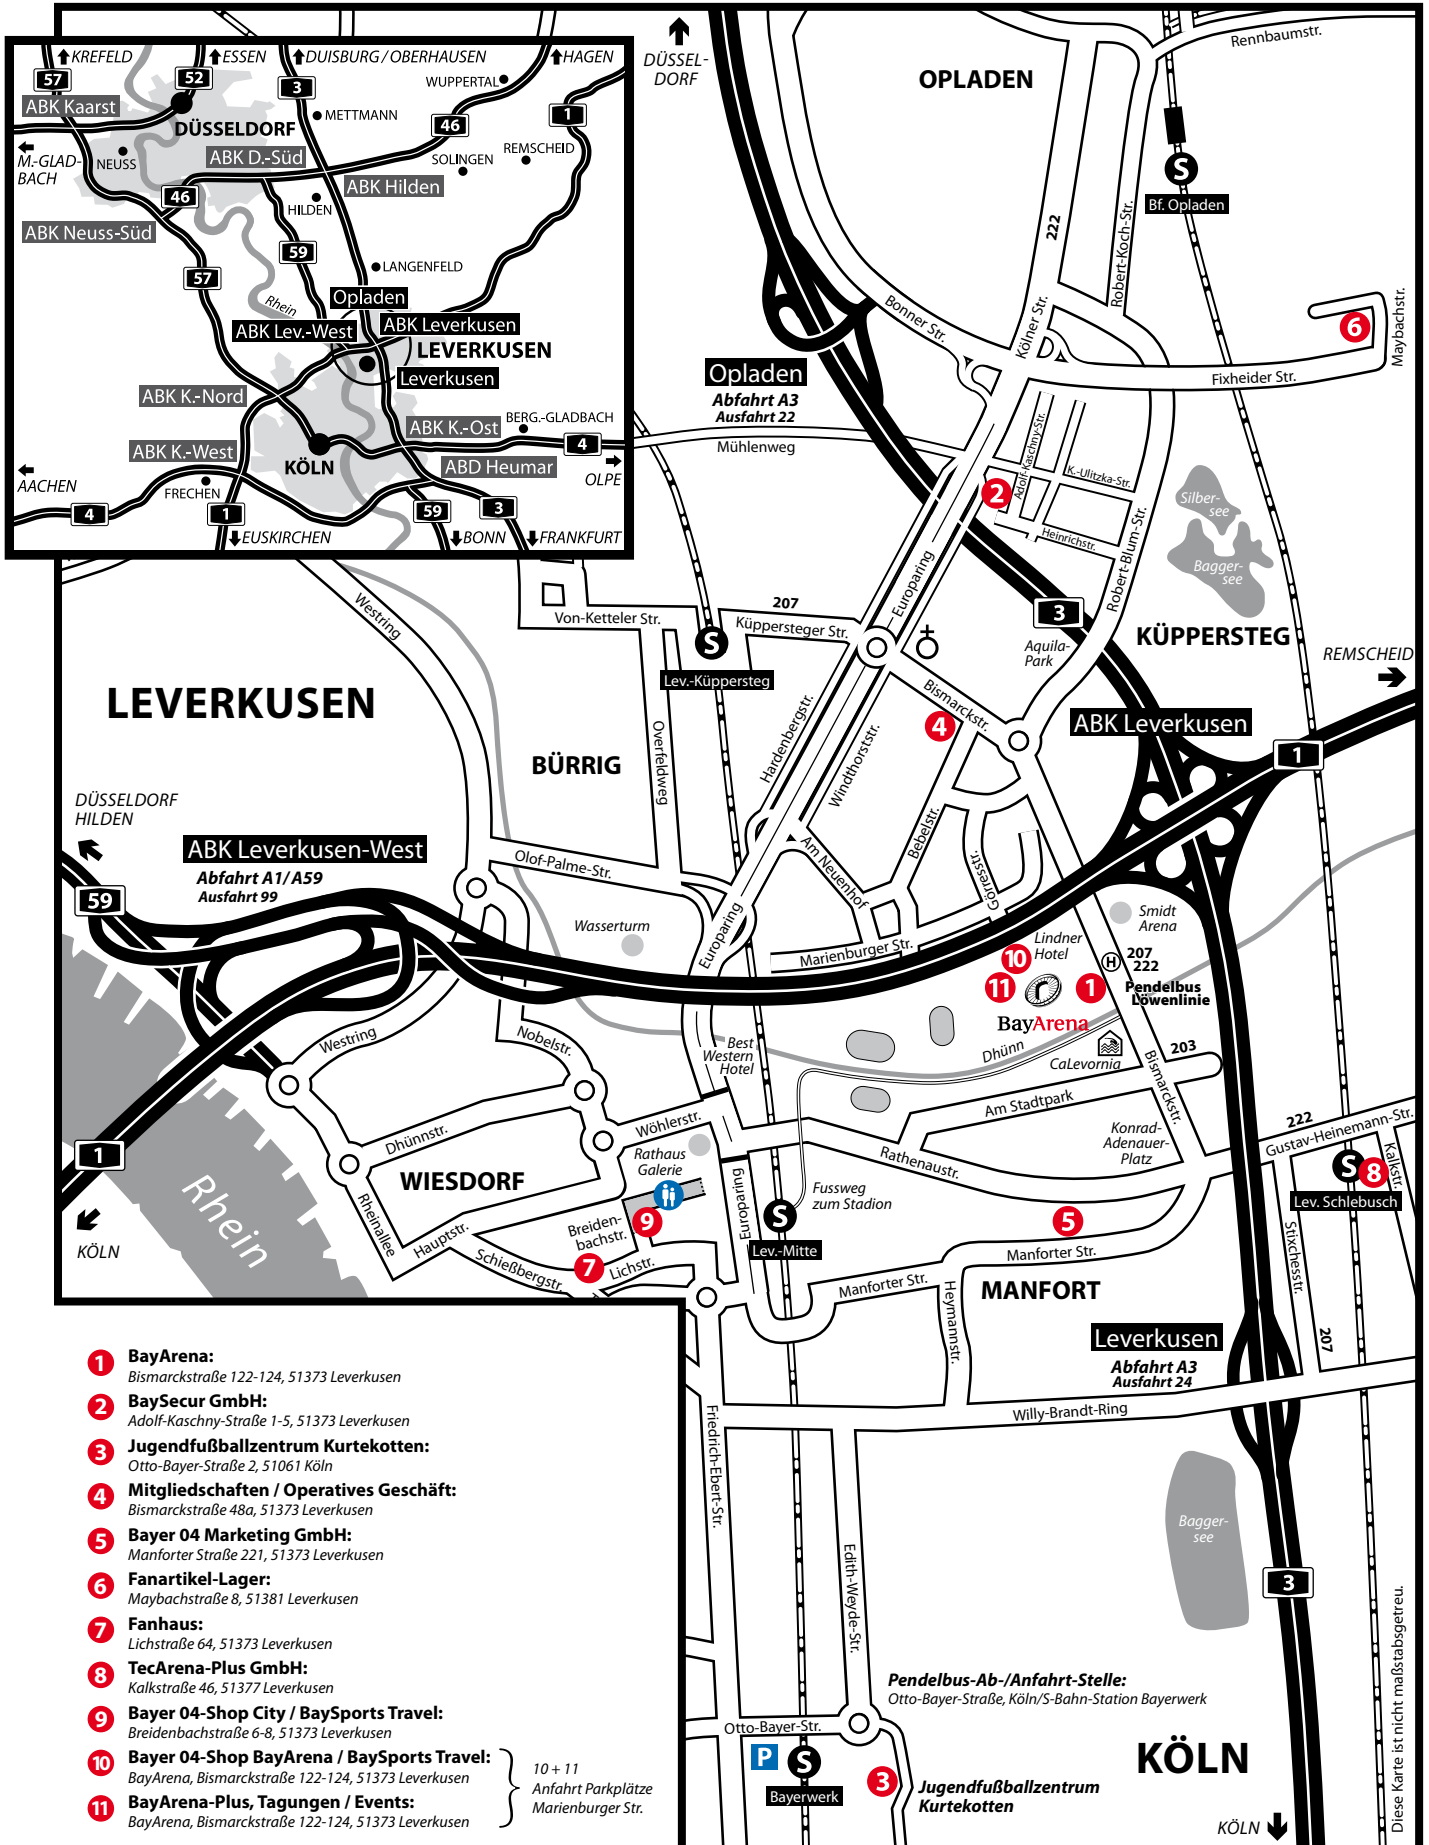 KREFELD
ESSEN
DUISBURG / OBERHAUSEN
HAGEN
57
52
3
WUPPERTAL
ABK Kaarst
METTMANN
1
46
DÜSSELDORF
M.-GLAD-
BACH
NEUSS
ABK D.-Süd
SOLINGEN
REMSCHEID
ABK Hilden
46
HILDEN
ABK Neuss-Süd
59
57
LANGENFELD
Rhein
Opladen
ABK Lev.-West
ABK Leverkusen
LEVERKUSEN
Leverkusen
ABK K.-Nord
ABK K.-Ost
BERG.-GLADBACH
4
ABK K.-West
KÖLN
ABD Heumar
AACHEN
OLPE
FRECHEN
4
1
59
3
EUSKIRCHEN
BONN
FRANKFURT
DÜSSEL-
DORF
OPLADEN
Rennbaumstr.
S
Bf. Opladen
222
Robert-Koch-Str.
Bonner Str.
Kölner Str.
6
Maybachstr.
Fixheider Str.
Opladen
Abfahrt A3
Ausfahrt 22
Mühlenweg
Adolf-Kaschny-Str.
K.-Ulitzka-Str.
2
Heinrichstr.
Silber-
see
Bagger-
see
Robert-Blum-Str.
Europaring
3
KÜPPERSTEG
REMSCHEID
Westring
Von-Ketteler Str.
207
Küppersteger Str.
S
Lev.-Küppersteg
Aquila-
Park
LEVERKUSEN
Bismarckstr.
4
ABK Leverkusen
1
BÜRRIG
Overfeldweg
Hardenbergstr.
Windthorststr.
Bebelstr.
DÜSSELDORF
HILDEN
ABK Leverkusen-West
Abfahrt A1/A59
Ausfahrt 99
59
Olof-Palme-Str.
Am Neuenhof
Görresstr.
Wasserturm
Europaring
Marienburger Str.
Smidt
Arena
Lindner
Hotel
10
11
1
H
207
222
Pendelbus
Löwenlinie
BayArena
Westring
Nobelstr.
Best
Western
Hotel
Dhünn
CaLevornia
203
Bismarckstr.
Am Stadtpark
1
Dhünnstr.
Wöhlerstr.
Konrad-
Adenauer-
Platz
222
Gustav-Heinemann-Str.
Rathaus
Galerie
Rathenaustr.
WIESDORF
Kalkstr.
S
8
Lev. Schlebusch
Rhein
KÖLN
Rheinallee
Hauptstr.
Schießbergstr.
Breiden-
bachstr.
9
7
Lichstr.
Europaring
S
Lev.-Mitte
Fussweg
zum Stadion
5
Manforter Str.
Manforter Str.
MANFORT
Heymannstr.
Stixchesstr.
207
Leverkusen
Abfahrt A3
Ausfahrt 24
Willy-Brandt-Ring
Friedrich-Ebert-Str.
Edith-Weyde-Str.
Bagger-
see
3
Pendelbus-Ab-/Anfahrt-Stelle:
Otto-Bayer-Straße, Köln/S-Bahn-Station Bayerwerk
Otto-Bayer-Str.
P
S
Bayerwerk
3
Jugendfußballzentrum
Kurtekotten
KÖLN
KÖLN
Diese Karte ist nicht maßstabsgetreu.
1 BayArena:
Bismarckstraße 122-124, 51373 Leverkusen
2 BaySecur GmbH:
Adolf-Kaschny-Straße 1-5, 51373 Leverkusen
3 Jugendfußballzentrum Kurtekotten:
Otto-Bayer-Straße 2, 51061 Köln
4 Mitgliedschaften / Operatives Geschäft:
Bismarckstraße 48a, 51373 Leverkusen
5 Bayer 04 Marketing GmbH:
Manforter Straße 221, 51373 Leverkusen
6 Fanartikel-Lager:
Maybachstraße 8, 51381 Leverkusen
7 Fanhaus:
Lichstraße 64, 51373 Leverkusen
8 TecArena-Plus GmbH:
Kalkstraße 46, 51377 Leverkusen
9 Bayer 04-Shop City / BaySports Travel:
Breidenbachstraße 6-8, 51373 Leverkusen
10 Bayer 04-Shop BayArena / BaySports Travel:
BayArena, Bismarckstraße 122-124, 51373 Leverkusen
11 BayArena-Plus, Tagungen / Events:
BayArena, Bismarckstraße 122-124, 51373 Leverkusen
10 + 11
Anfahrt Parkplätze
Marienburger Str.